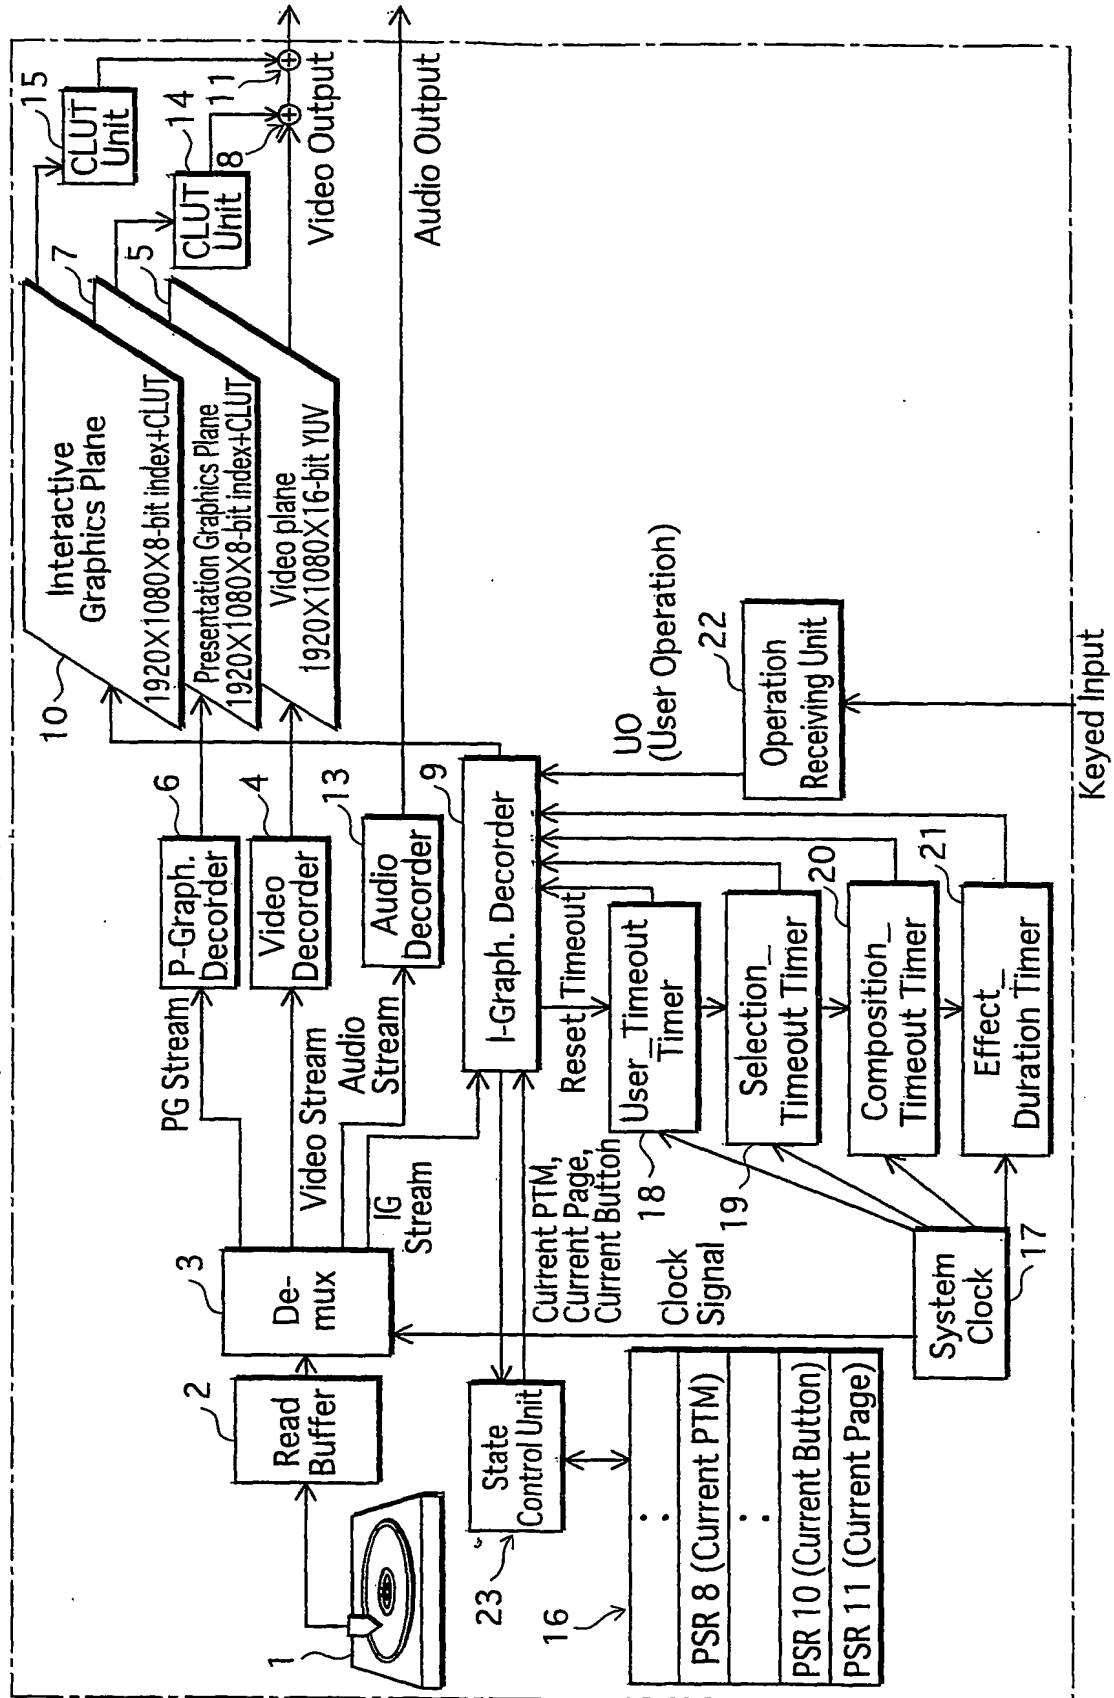 1
2
Read
Buffer
3
De-
mux
PG Stream
Video Stream
Audio
Stream
IG
Stream
6
P-Graph.
Decorder
4
Video
Decorder
13
Audio
Decorder
9
I-Graph. Decorder
10
Interactive
Graphics Plane
1920X1080X8-bit index+CLUT
7
Presentation Graphics Plane
1920X1080X8-bit index+CLUT
5
Video plane
1920X1080X16-bit YUV
15
CLUT
Unit
14
CLUT
Unit
11
8
Video Output
Audio Output
23
State
Control Unit
Current PTM,
Current Page,
Current Button
16
:
PSR 8 (Current PTM)
:
PSR 10 (Current Button)
PSR 11 (Current Page)
Clock
Signal
System
Clock
17
Reset Timeout
18
User_Timeout
Timer
19
Selection_
Timeout Timer
20
Composition_
Timeout Timer
21
Effect_
Duration Timer
UO
(User Operation)
22
Operation
Receiving Unit
Keyed Input